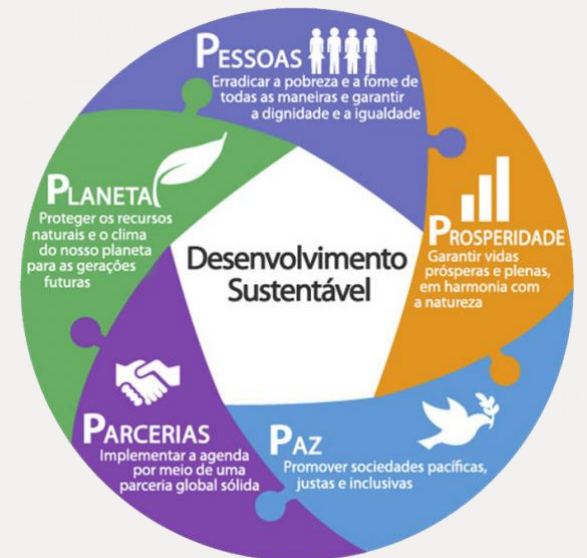 PESSOAS
Erradicar a pobreza e a fome de
todas as maneiras e garantir
a dignidade e a igualdade
PROSPERIDADE
Garantir vidas
prósperas e plenas,
em harmonia com
a natureza
PAZ
Promover sociedades pacíficas,
justas e inclusivas
PARCERIAS
Implementar a agenda
por meio de uma
parceria global sólida
PLANETA
Proteger os recursos
naturais e o clima
do nosso planeta
para as gerações
futuras
Desenvolvimento
Sustentável